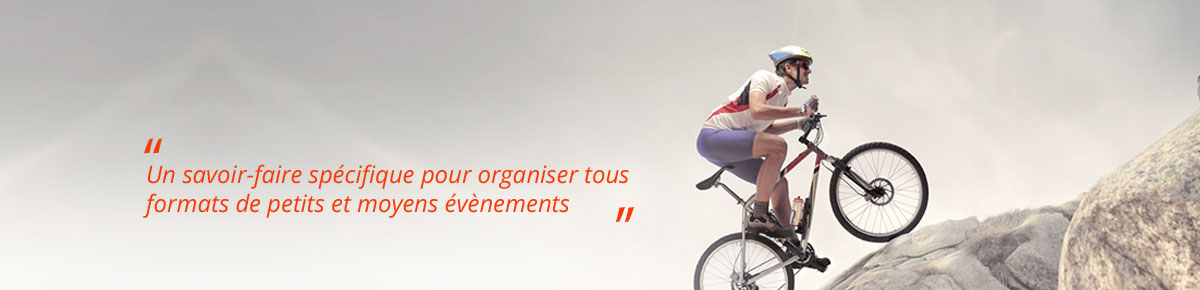 "
Un savoir-faire spécifique pour organiser tous
formats de petits et moyens évènements
"